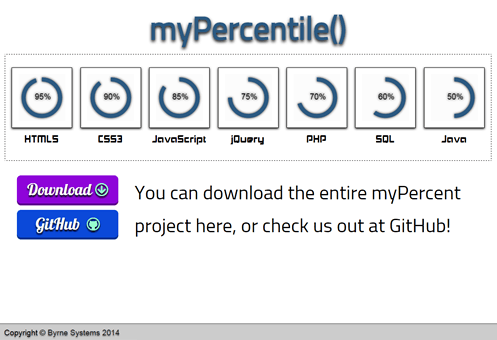 myPercentile()
95% 90% 85% 75% 70% 60% 50%
HTML5 CSS3 JavaScript jQuery PHP SQL Java
Download You can download the entire myPercent
GitHub project here, or check us out at GitHub!
Copyright © Byrne Systems 2014